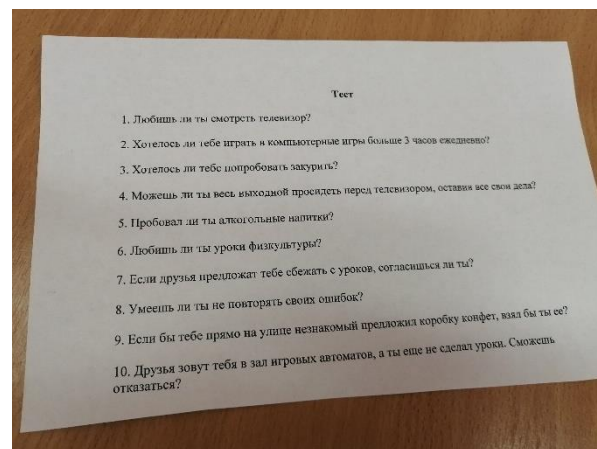 Тест
1. Любишь ли ты смотреть телевизор?
2. Хотелось ли тебе играть в компьютерные игры больше 3 часов ежедневно?
3. Хотелось ли тебе попробовать закурить?
4. Можешь ли ты весь выходной просидеть перед телевизором, оставив все свои дела?
5. Пробовал ли ты алкогольные напитки?
6. Любишь ли ты уроки физкультуры?
7. Если друзья предложат тебе сбежать с уроков, согласишься ли ты?
8. Умеешь ли ты не повторять своих ошибок?
9. Если бы тебе прямо на улице незнакомый предложил коробку конфет, взял бы ты ее?
10. Друзья зовут тебя в зал игровых автоматов, а ты еще не сделал уроки. Сможешь
отказаться?